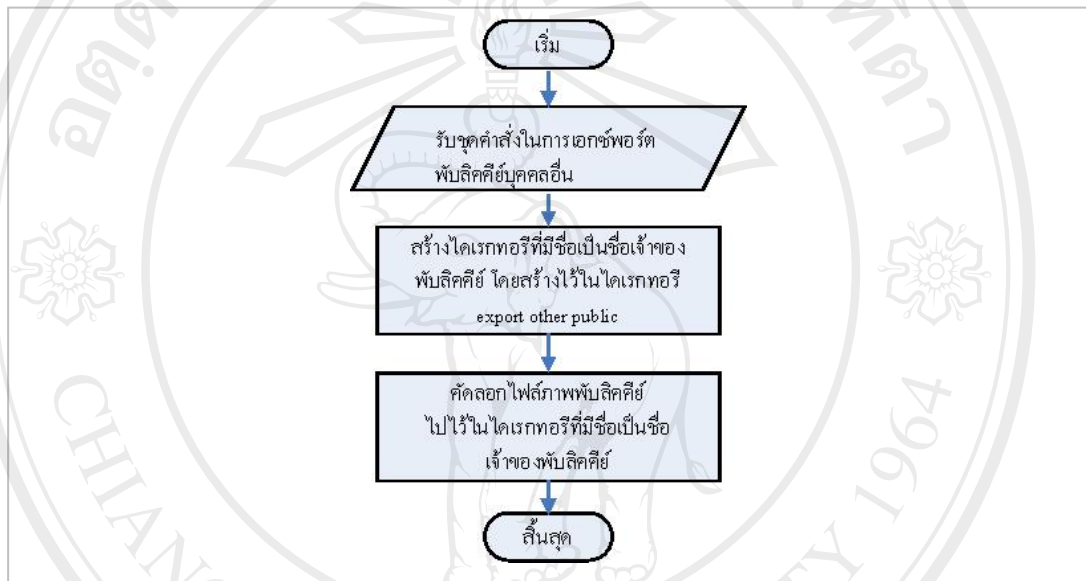 เริ่ม
รับชุดคำสั่งในการเอกซ์พอร์ต
พับลิคคีย์บุคคลอื่น
สร้างไดเรกทอรีที่มีชื่อเป็นชื่อเจ้าของ
พับลิคคีย์ โดยสร้างไว้ในไดเรกทอรี
export other public
คัดลอกไฟล์ภาพพับลิคคีย์
ไปไว้ในไดเรกทอรีที่มีชื่อเป็นชื่อ
เจ้าของพับลิคคีย์
สิ้นสุด
1964